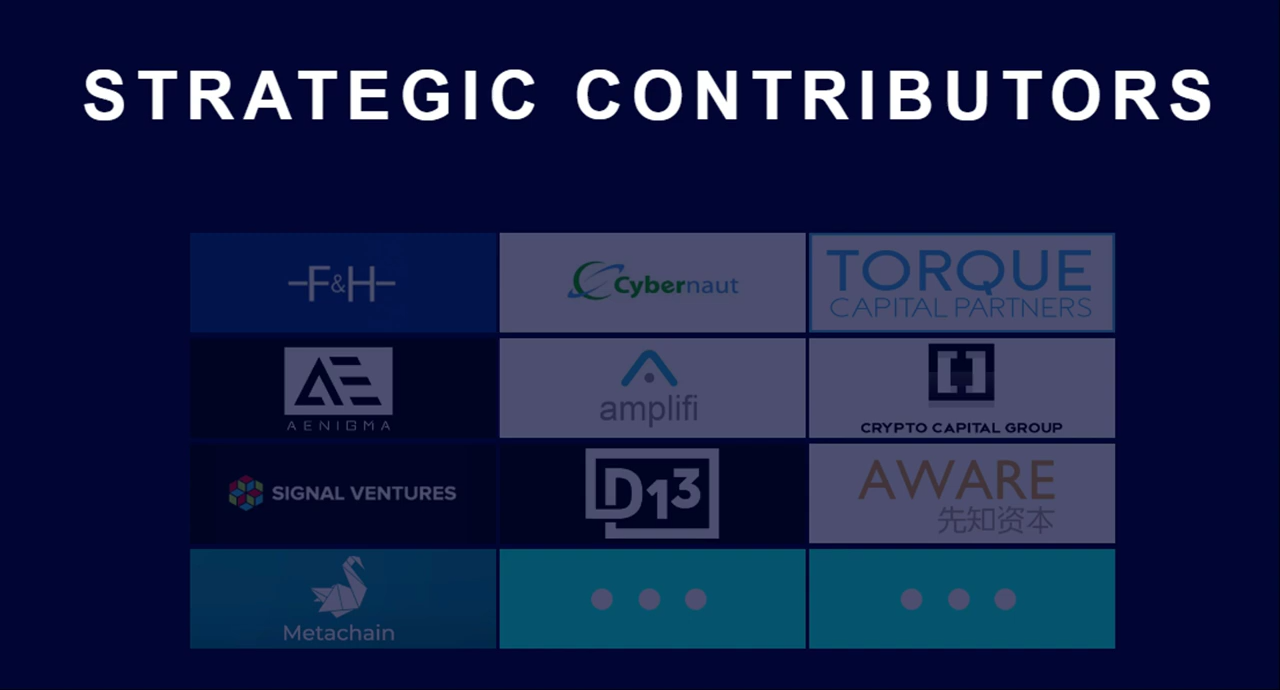 STRATEGIC CONTRIBUTORS
F&H
Cybernaut
TORQUE
CAPITAL PARTNERS
AE
AENIGMA
amplifi
CRYPTO CAPITAL GROUP
SIGNAL VENTURES
D13
AWARE
先知资本
Metachain